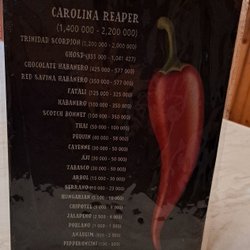 CAROLINA REAPER
(1,400 000 - 2,200 000)
TRINIDAD SCORPION (1,200 000 - 2,000 000)
GHOST (855 000 - 1,041 427)
CHOCOLATE HABANERO (425 000 - 577 000)
RED SAVINA HABANERO (350 000 - 577 000)
FATALI (125 000 - 325 000)
HABANERO (100 000 - 350 000)
SCOTCH BONNET (100 000 - 350 000)
THAI (50 000 - 100 000)
PEQUIN (40 000 - 58 000)
CAYENNE (30 000 - 50 000)
AJI (30 000 - 50 000)
TABASCO (30 000 - 50 000)
ARBOL (15 000 - 30 000)
SERRANO
HUNGARIAN
CHIPOTLE
JALAPENO
POBLANO
ANAHEIM
PEPPERONCINI